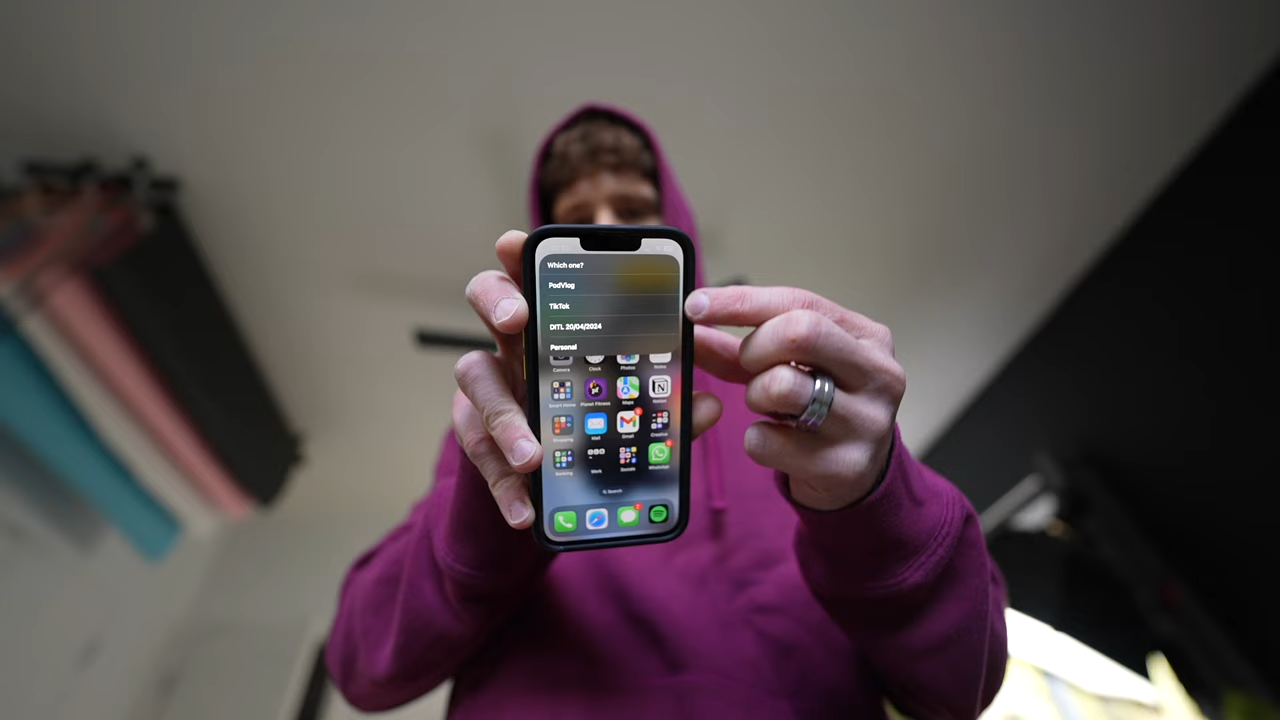 Which one?
PodVlog
TikTok
DITL 20/04/2024
Personal
Camera Clock Photos Notes
Smart Home Planet Fitness Maps Notion
Shopping Mail Gmail Creative
Banking Work Socials WhatsApp
Search